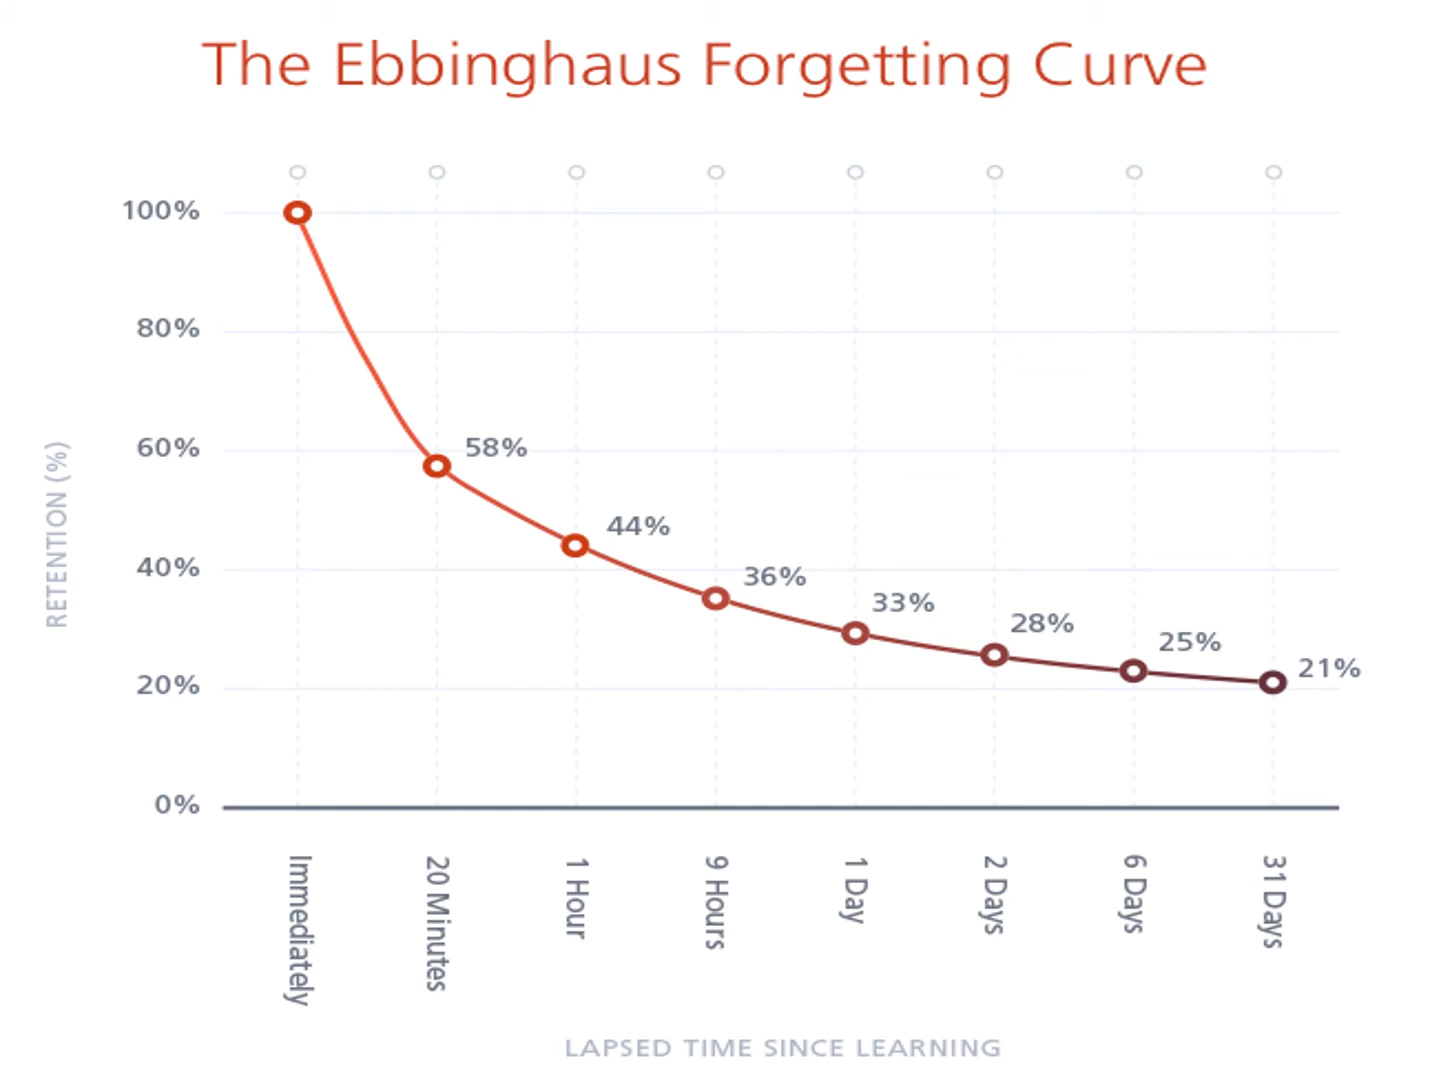 The Ebbinghaus Forgetting Curve
100%
80%
60%
40%
20%
0%
RETENTION (%)
58%
44%
36%
33%
28%
25%
21%
Immediately
20 Minutes
1 Hour
9 Hours
1 Day
2 Days
6 Days
31 Days
LAPSED TIME SINCE LEARNING